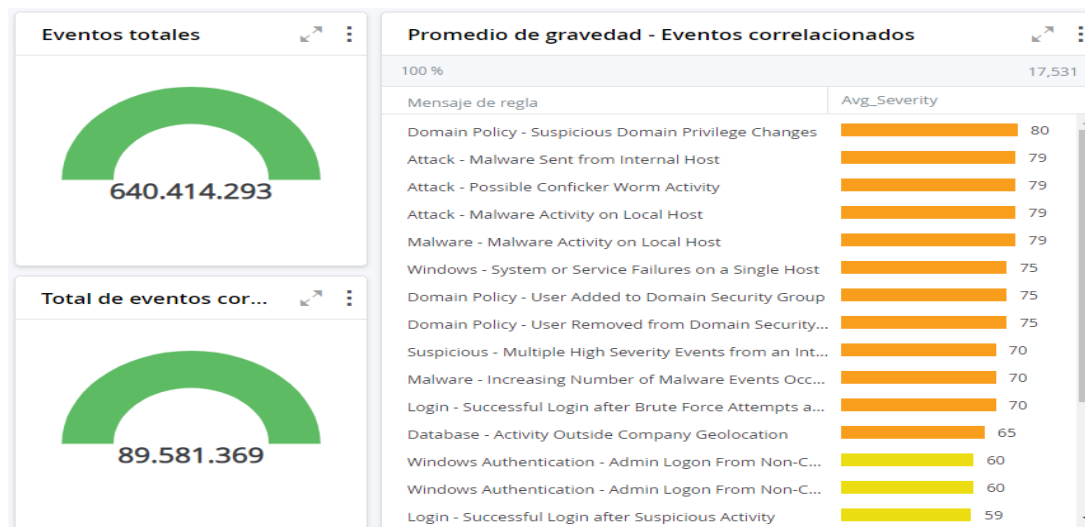 Eventos totales
640.414.293
Total de eventos cor...
89.581.369
Promedio de gravedad - Eventos correlacionados
100 % 17,531
Mensaje de regla Avg_Severity
Domain Policy - Suspicious Domain Privilege Changes 80
Attack - Malware Sent from Internal Host 79
Attack - Possible Conficker Worm Activity 79
Attack - Malware Activity on Local Host 79
Malware - Malware Activity on Local Host 79
Windows - System or Service Failures on a Single Host 75
Domain Policy - User Added to Domain Security Group 75
Domain Policy - User Removed from Domain Security... 75
Suspicious - Multiple High Severity Events from an Int... 70
Malware - Increasing Number of Malware Events Occ... 70
Login - Successful Login after Brute Force Attempts a... 70
Database - Activity Outside Company Geolocation 65
Windows Authentication - Admin Logon From Non-C... 60
Windows Authentication - Admin Logon From Non-C... 60
Login - Successful Login after Suspicious Activity 59